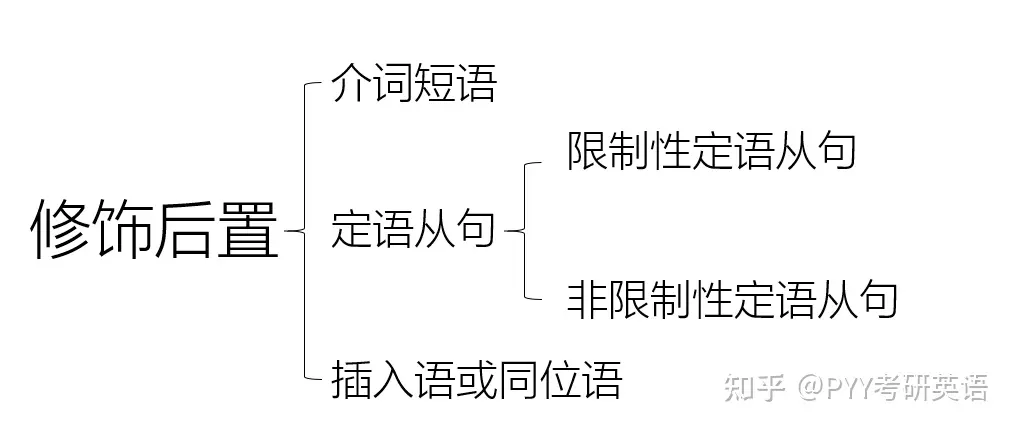 修饰后置
介词短语
定语从句
限制性定语从句
非限制性定语从句
插入语或同位语
知乎 @PYY考研英语